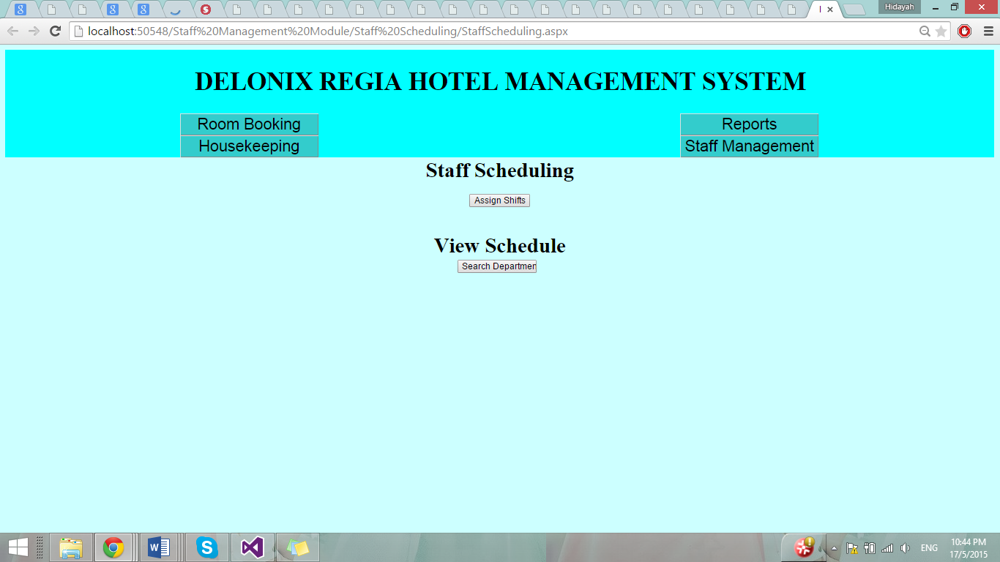 Hidayah
localhost:50548/Staff%20Management%20Module/Staff%20Scheduling/StaffScheduling.aspx
DELONIX REGIA HOTEL MANAGEMENT SYSTEM
Room Booking
Reports
Housekeeping
Staff Management
Staff Scheduling
Assign Shifts
View Schedule
Search Departmen
ENG
10:44 PM
17/5/2015